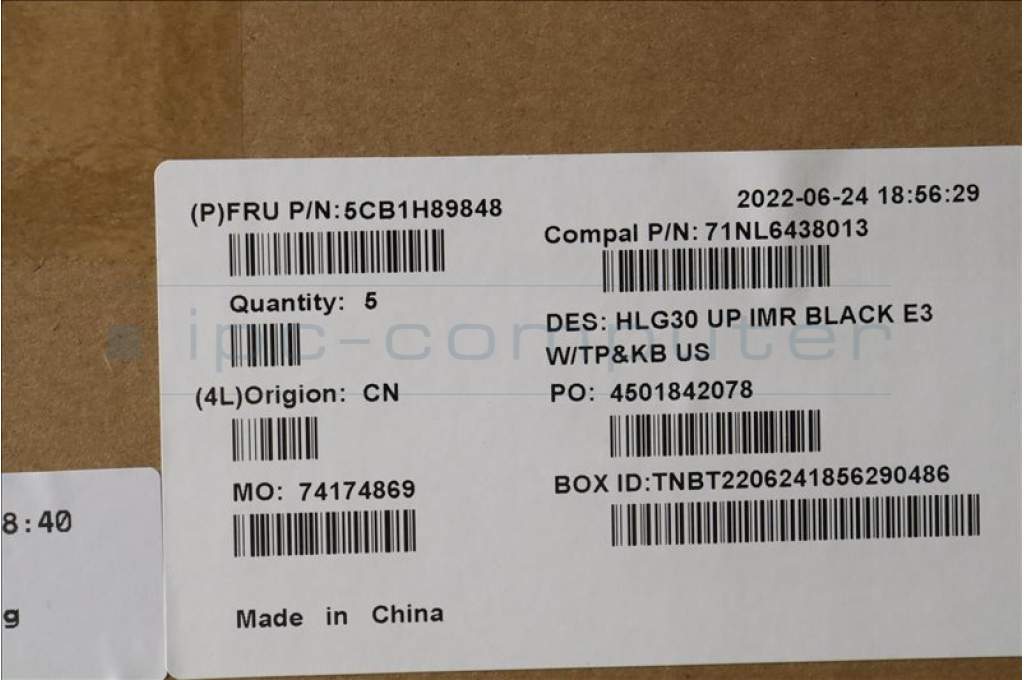 (P)FRU P/N:5CB1H89848
2022-06-24 18:56:29
Compal P/N: 71NL6438013
Quantity: 5
DES: HLG30 UP IMR BLACK E3
W/TP&KB US
ipc-computer
(4L)Origion: CN
PO: 4501842078
MO: 74174869
BOX ID:TNBT2206241856290486
8:40
g
Made in China